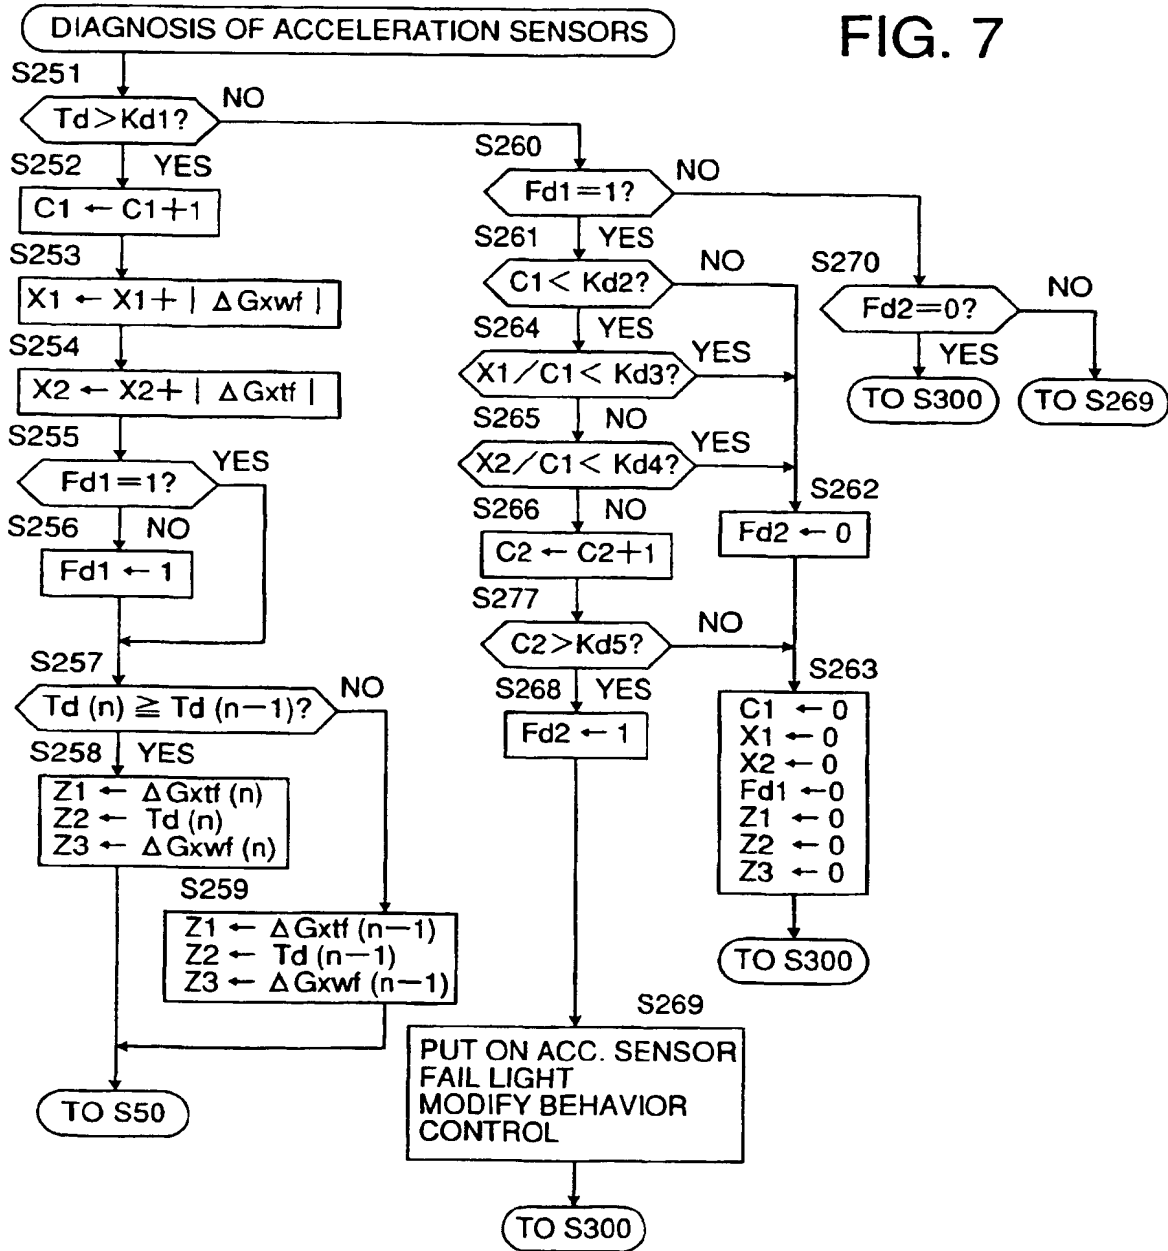 FIG. 7
DIAGNOSIS OF ACCELERATION SENSORS
S251
Td>Kd1?
NO
YES
S252
C1 ← C1+1
S253
X1 ← X1+ | ΔGxwf |
S254
X2 ← X2+ | ΔGxtf |
S255
Fd1=1?
YES
S256
NO
Fd1 ← 1
S257
Td (n) ≧ Td (n−1)?
NO
S258
YES
Z1 ← ΔGxtf (n)
Z2 ← Td (n)
Z3 ← ΔGxwf (n)
S259
Z1 ← ΔGxtf (n−1)
Z2 ← Td (n−1)
Z3 ← ΔGxwf (n−1)
TO S50
S260
Fd1=1?
NO
S261
YES
C1< Kd2?
NO
S264
YES
X1/C1< Kd3?
YES
S265
NO
X2/C1< Kd4?
YES
S266
NO
C2 ← C2+1
S277
C2>Kd5?
NO
S268
YES
Fd2 ← 1
S269
PUT ON ACC. SENSOR
FAIL LIGHT
MODIFY BEHAVIOR
CONTROL
TO S300
S262
Fd2 ← 0
S263
C1 ← 0
X1 ← 0
X2 ← 0
Fd1 ← 0
Z1 ← 0
Z2 ← 0
Z3 ← 0
TO S300
S270
Fd2=0?
NO
YES
TO S300
TO S269